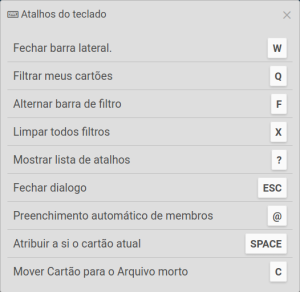 Atalhos do teclado
Fechar barra lateral. W
Filtrar meus cartões Q
Alternar barra de filtro F
Limpar todos filtros X
Mostrar lista de atalhos ?
Fechar dialogo ESC
Preenchimento automático de membros @
Atribuir a si o cartão atual SPACE
Mover Cartão para o Arquivo morto C